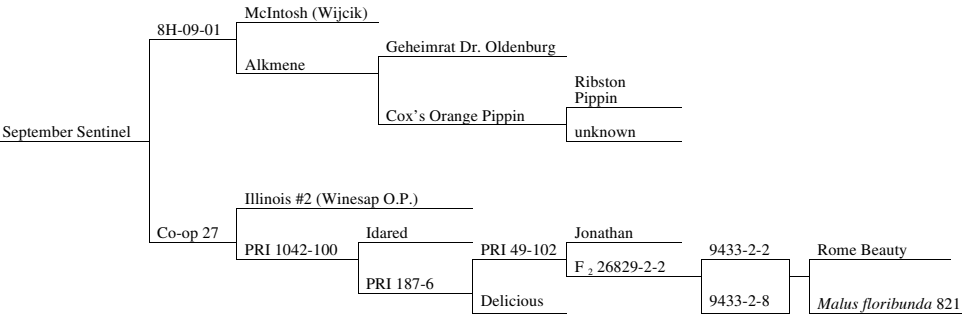 McIntosh (Wijcik)
8H-09-01
Geheimrat Dr. Oldenburg
Alkmene
Ribston
Pippin
Cox's Orange Pippin
unknown
September Sentinel
Illinois #2 (Winesap O.P.)
Co-op 27
Idared
Jonathan
PRI 1042-100
PRI 49-102
9433-2-2
Rome Beauty
F 2 26829-2-2
PRI 187-6
Delicious
9433-2-8
Malus floribunda 821